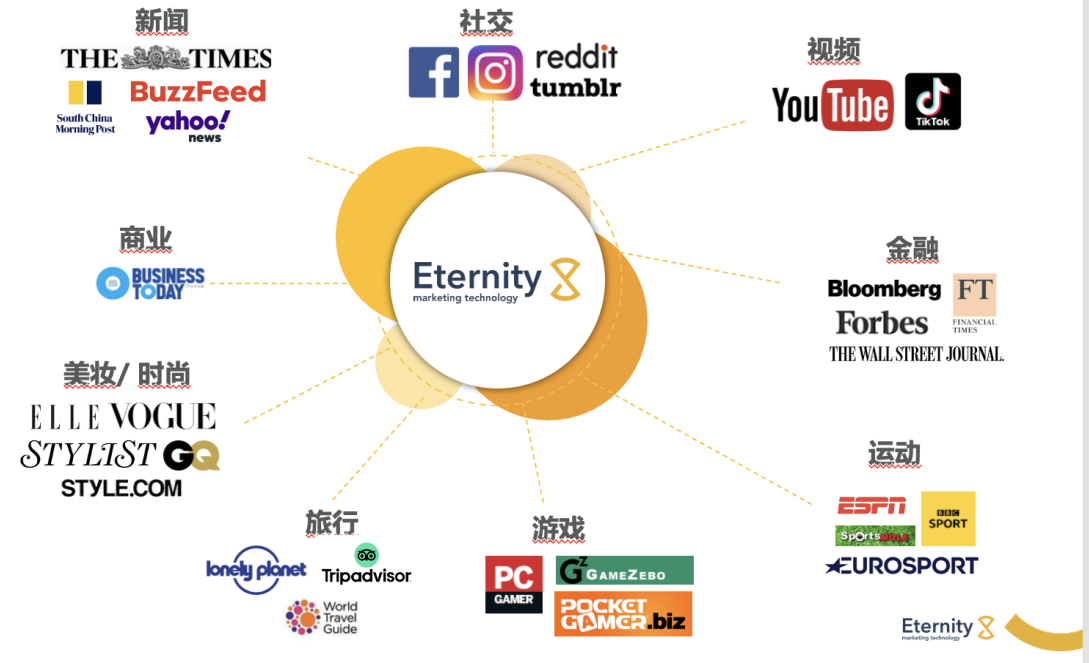 新闻
THE TIMES
South China
Morning Post
BuzzFeed
yahoo!
news
社交
f
reddit
tumblr
视频
YouTube
TikTok
商业
BUSINESS
TODAY
Eternity X
marketing technology
金融
Bloomberg
FT
FINANCIAL
TIMES
Forbes
THE WALL STREET JOURNAL.
美妆/ 时尚
ELLE VOGUE
STYLIST GQ
STYLE.COM
旅行
lonely planet
Tripadvisor
World
Travel
Guide
游戏
PC
GAMER
GZ GAMEZEBO
POCKET
GAMER.biz
运动
ESPN
BBC
SPORT
SportsMOLE
EUROSPORT
Eternity X
marketing technology